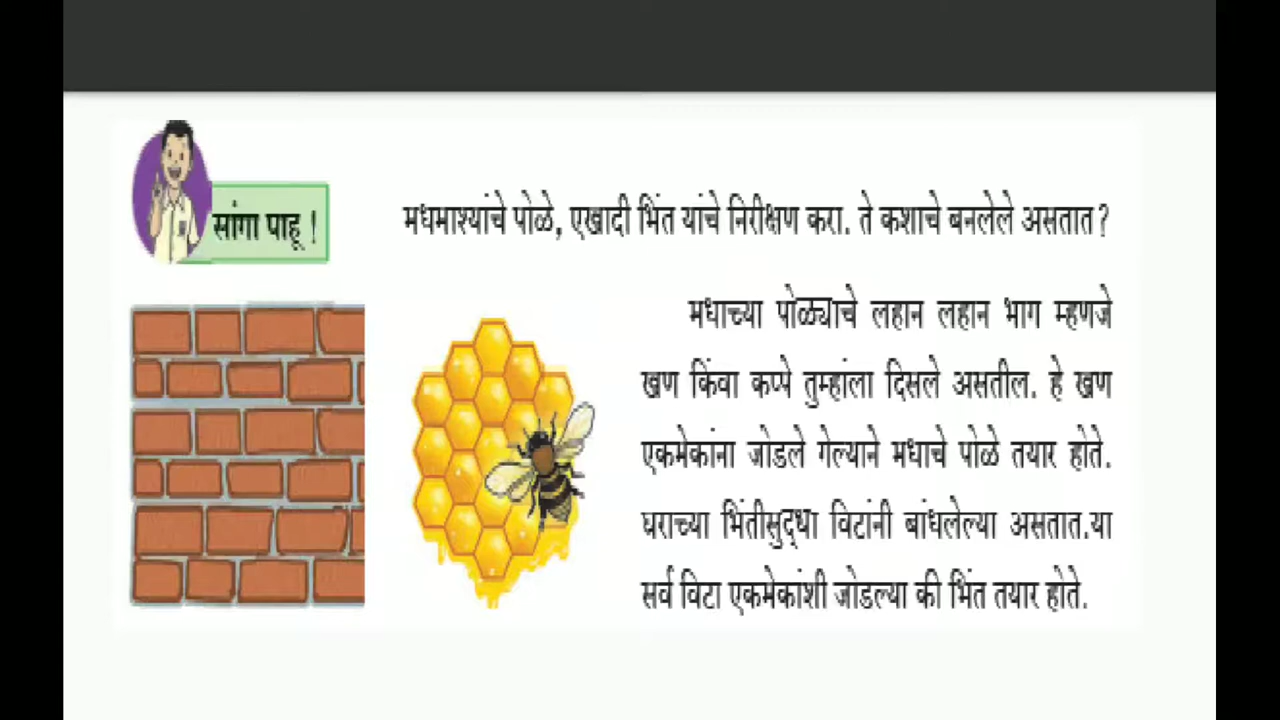 सांगा पाहू !
मधमाश्यांचे पोळे, एखादी भिंत यांचे निरीक्षण करा. ते कशाचे बनलेले असतात?
मधाच्या पोळ्याचे लहान लहान भाग म्हणजे
खण किंवा कप्पे तुम्हांला दिसले असतील. हे खण
एकमेकांना जोडले गेल्याने मधाचे पोळे तयार होते.
घराच्या भिंतीसुद्धा विटांनी बांधलेल्या असतात.या
सर्व विटा एकमेकांशी जोडल्या की भिंत तयार होते.